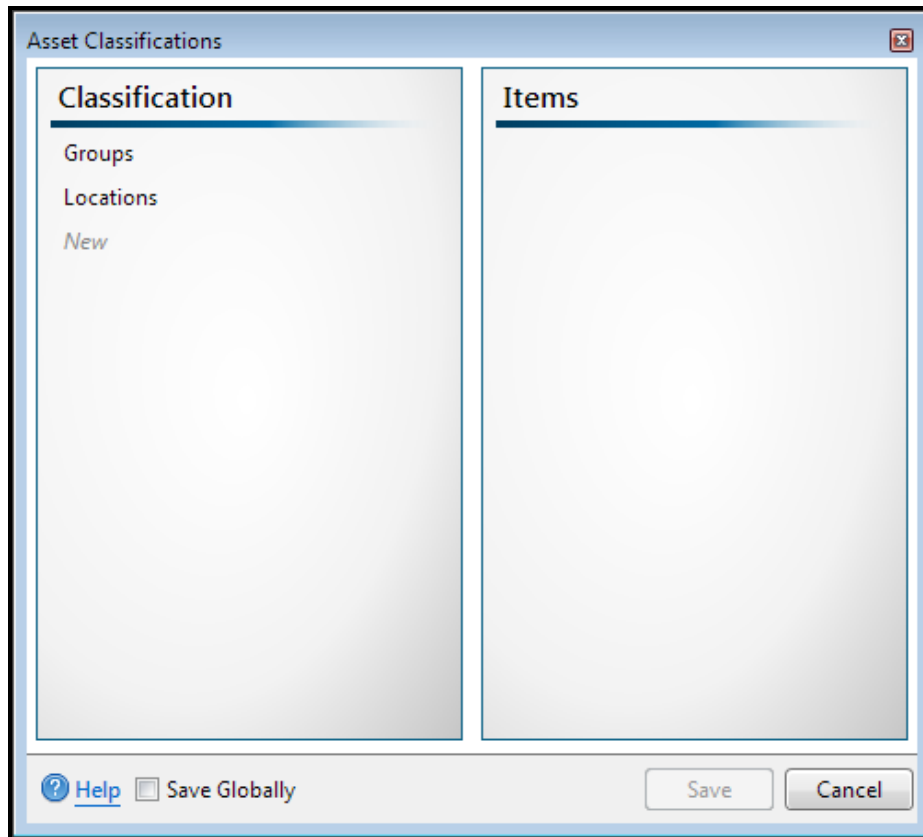 Asset Classifications
Classification
Groups
Locations
New
Items
Help
Save Globally
Save
Cancel